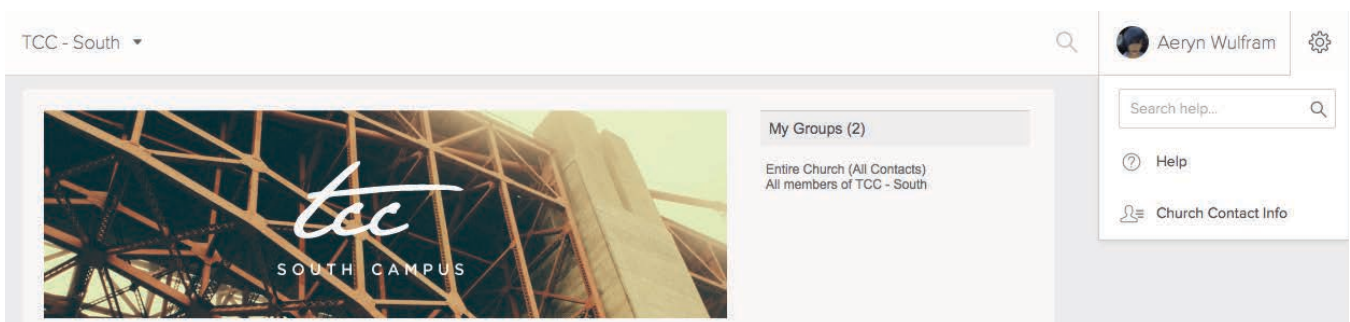 TCC - South
Aeryn Wulfram
Search help...
Help
Church Contact Info
My Groups (2)
Entire Church (All Contacts)
All members of TCC - South
tcc
SOUTH CAMPUS